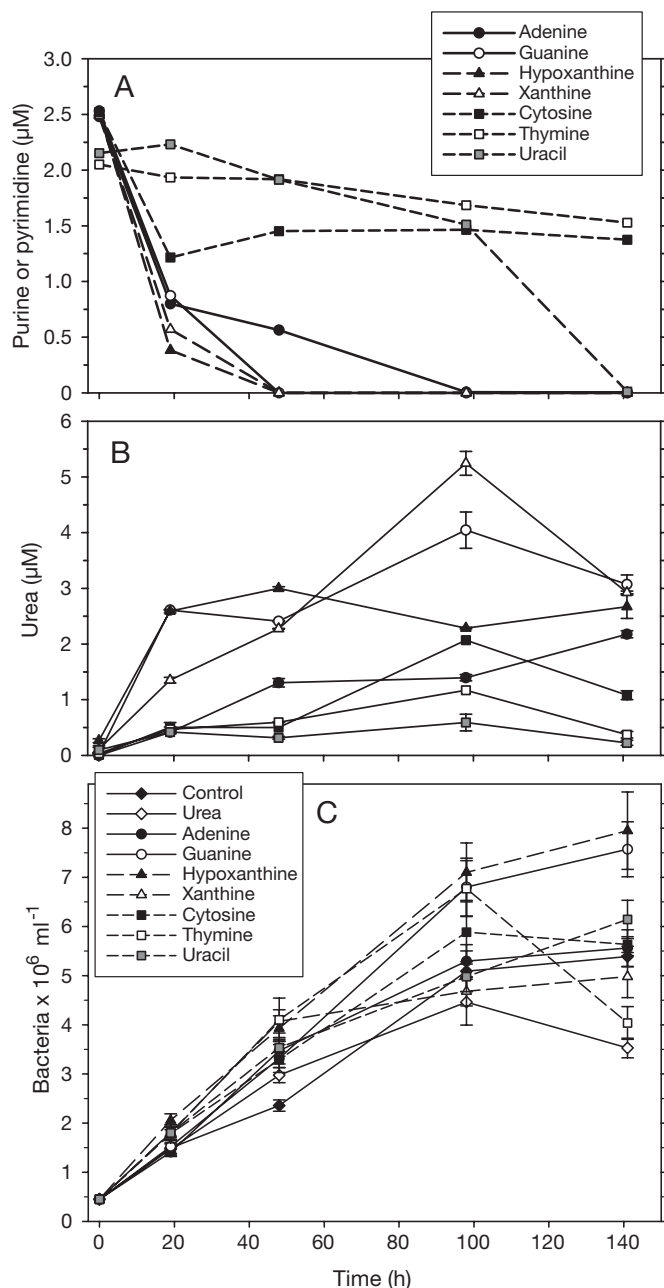 Adenine
Guanine
Hypoxanthine
Xanthine
Cytosine
Thymine
Uracil
A
3.0
2.5
2.0
1.5
1.0
0.5
0
Purine or pyrimidine (µM)
B
6
5
4
3
2
1
0
Urea (µM)
Control
Urea
Adenine
Guanine
Hypoxanthine
Xanthine
Cytosine
Thymine
Uracil
C
8
7
6
5
4
3
2
1
0
Bacteria x 10⁶ ml⁻¹
0 20 40 60 80 100 120 140
Time (h)